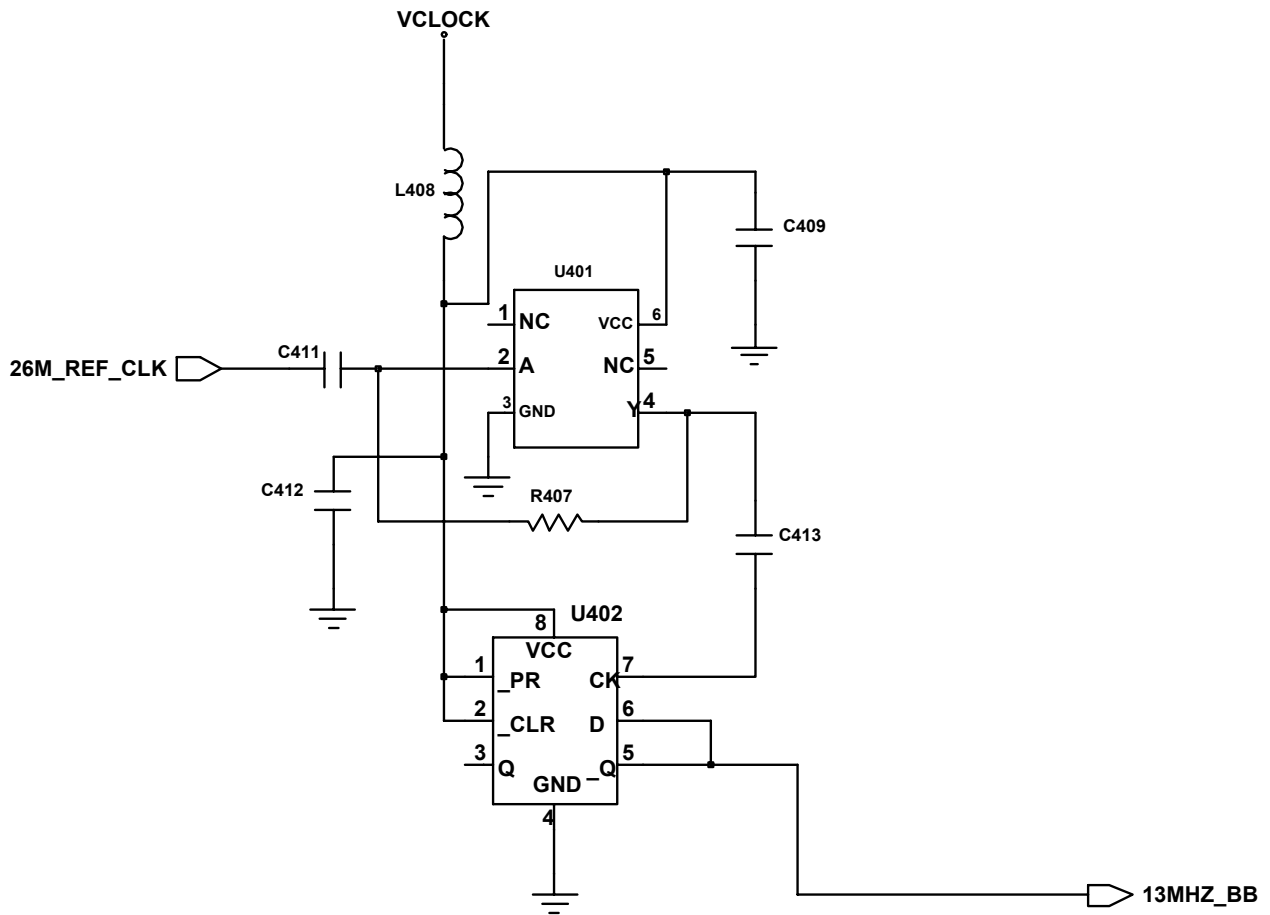 VCLOCK
L408
C409
U401
1 NC
VCC 6
26M_REF_CLK
C411
2 A
NC 5
3 GND
Y 4
C412
R407
C413
U402
8
VCC
1 _PR
CK 7
2 _CLR
D 6
3 Q
_Q 5
GND
4
13MHZ_BB